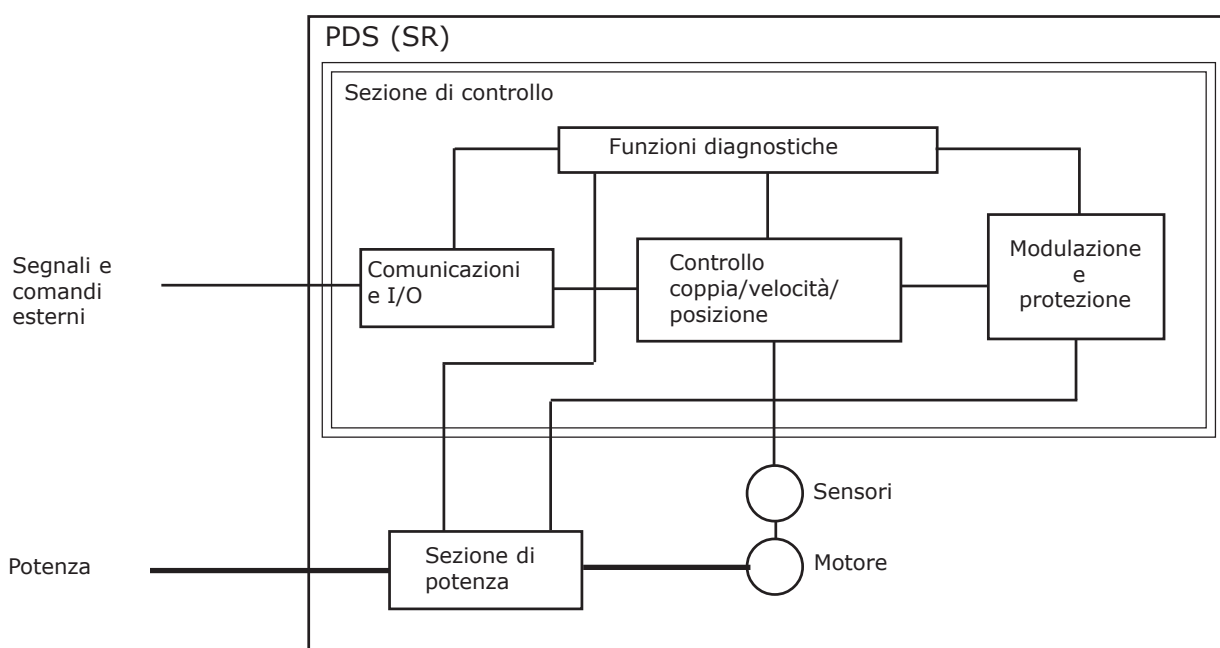 PDS (SR)
Sezione di controllo
Funzioni diagnostiche
Segnali e
comandi
esterni
Comunicazioni
e I/O
Controllo
coppia/velocità/
posizione
Modulazione
e
protezione
Sensori
Potenza
Sezione di
potenza
Motore